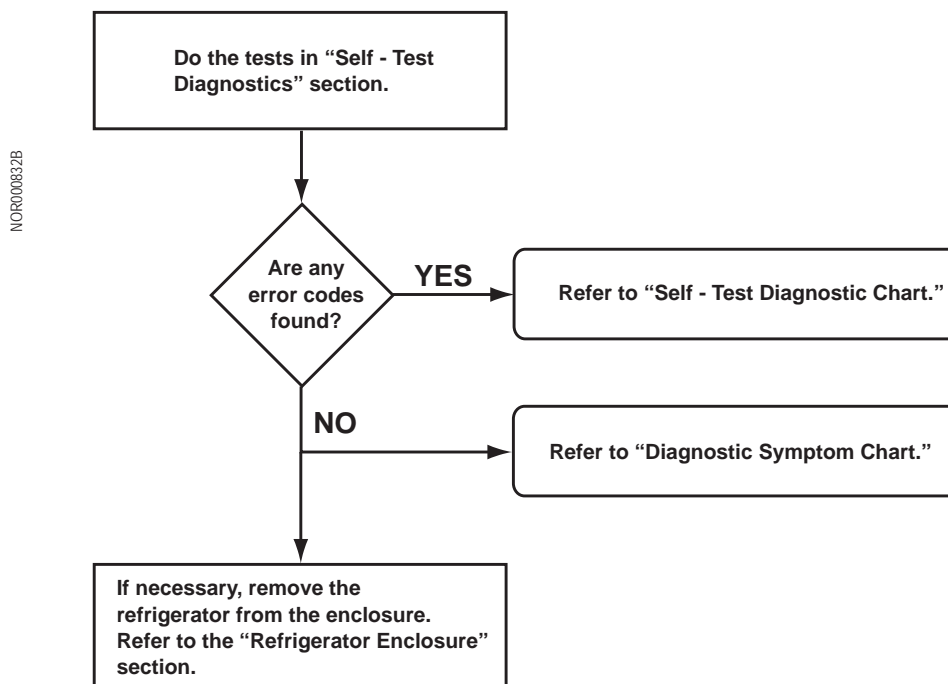 Do the tests in “Self - Test
Diagnostics” section.
NOR000832B
Are any
error codes
found?
YES
Refer to “Self - Test Diagnostic Chart.”
NO
Refer to “Diagnostic Symptom Chart.”
If necessary, remove the
refrigerator from the enclosure.
Refer to the “Refrigerator Enclosure”
section.